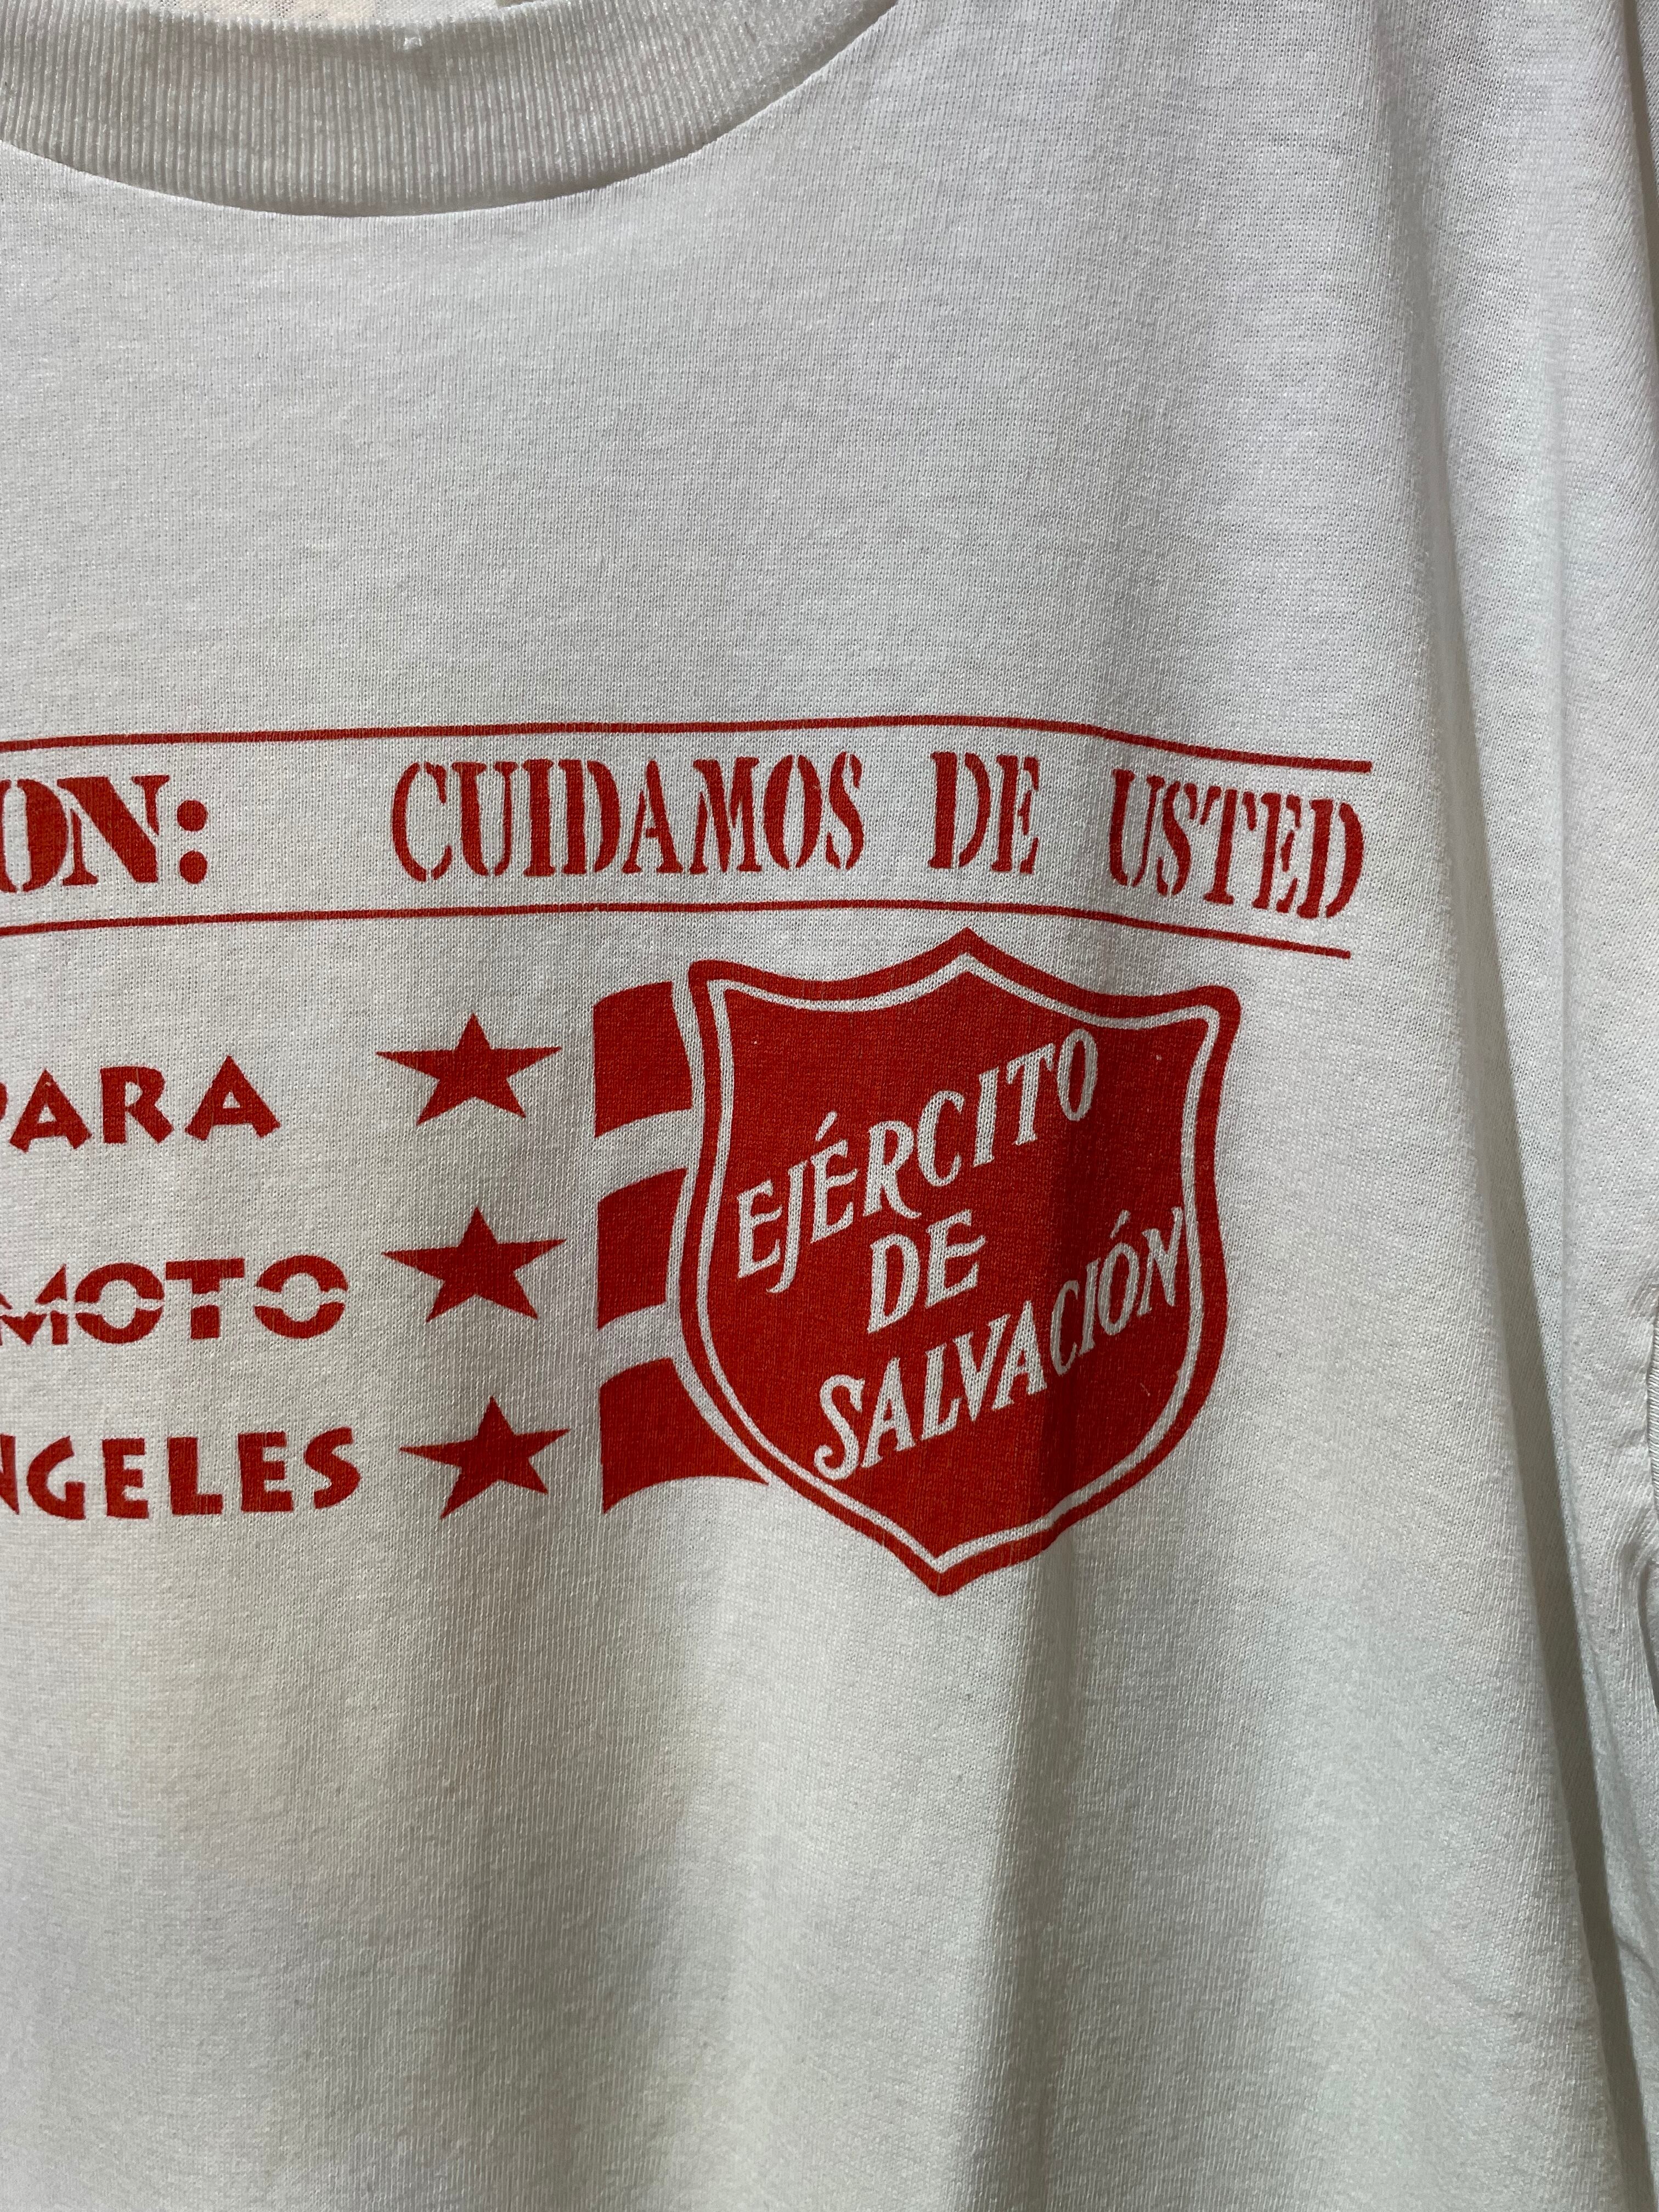 ON: CUIDAMOS DE USTED
PARA
MOTO
NGELES
EJÉRCITO
DE
SALVACIÓN